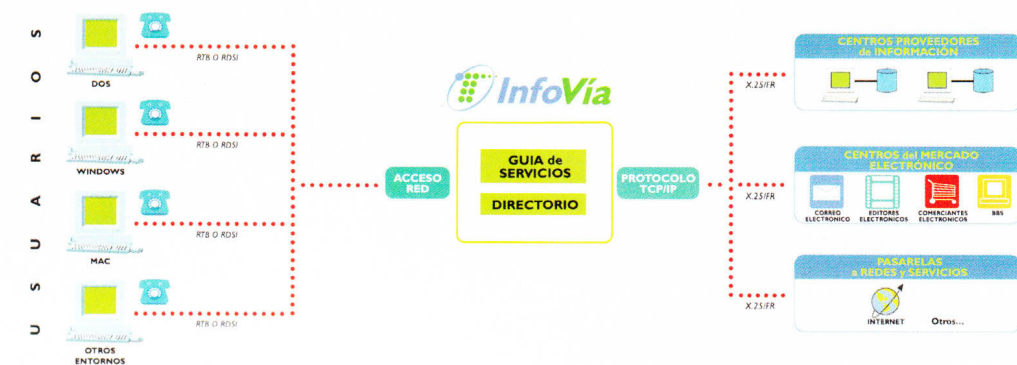 USUARIOS
RTB O RDSI
DOS
RTB O RDSI
WINDOWS
RTB O RDSI
MAC
RTB O RDSI
OTROS
ENTORNOS
InfoVía
ACCESO
RED
GUIA de
SERVICIOS
DIRECTORIO
PROTOCOLO
TCP/IP
X.25/FR
X.25/FR
X.25/FR
CENTROS PROVEEDORES
de INFORMACIÓN
CENTROS del MERCADO
ELECTRÓNICO
CORREO
ELECTRONICO
EDITORES
ELECTRONICOS
COMERCIANTES
ELECTRONICOS
BBS
PASARELAS
a REDES y SERVICIOS
INTERNET
Otros...